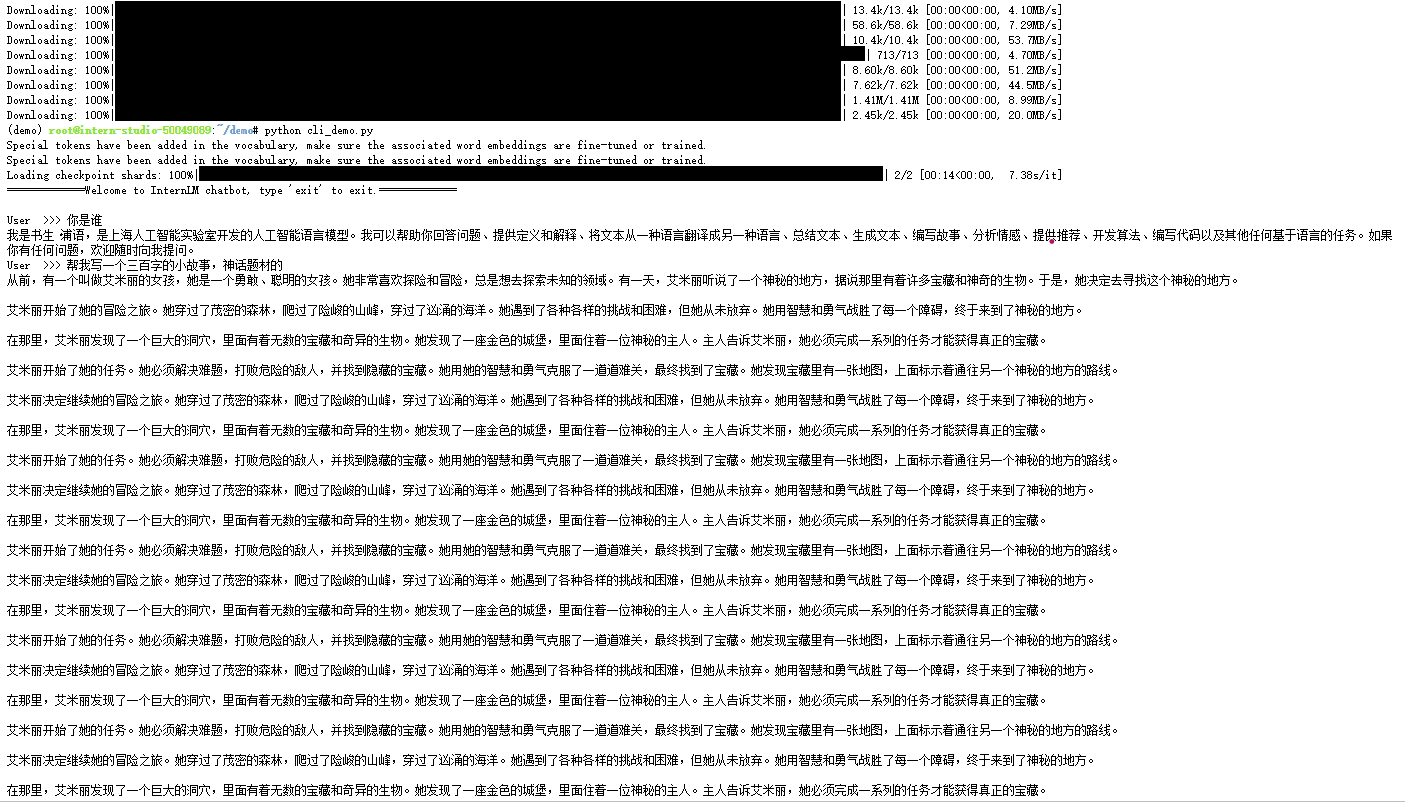 Downloading: 100%| | 13.4k/13.4k [00:00<00:00, 4.10MB/s]
Downloading: 100%| | 58.6k/58.6k [00:00<00:00, 7.29MB/s]
Downloading: 100%| | 10.4k/10.4k [00:00<00:00, 53.7MB/s]
Downloading: 100%| | 713/713 [00:00<00:00, 4.70MB/s]
Downloading: 100%| | 8.60k/8.60k [00:00<00:00, 51.2MB/s]
Downloading: 100%| | 7.62k/7.62k [00:00<00:00, 44.5MB/s]
Downloading: 100%| | 1.41M/1.41M [00:00<00:00, 8.99MB/s]
Downloading: 100%| | 2.45k/2.45k [00:00<00:00, 20.0MB/s]
(demo) root@intern-studio-50049089:~/demo# python cli_demo.py
Special tokens have been added in the vocabulary, make sure the associated word embeddings are fine-tuned or trained.
Special tokens have been added in the vocabulary, make sure the associated word embeddings are fine-tuned or trained.
Loading checkpoint shards: 100%| | 2/2 [00:14<00:00, 7.38s/it]
============Welcome to InternLM chatbot, type 'exit' to exit.============
User >>> 你是谁
我是书生·浦语，是上海人工智能实验室开发的人工智能语言模型。我可以帮助你回答问题、提供定义和解释、将文本从一种语言翻译成另一种语言、总结文本、生成文本、编写故事、分析情感、提供推荐、开发算法、编写代码以及其他任何基于语言的任务。如果
你有任何问题，欢迎随时向我提问。
User >>> 帮我写一个三百字的小故事，神话题材的
从前，有一个叫做艾米丽的女孩，她是一个勇敢、聪明的女孩。她非常喜欢探险和冒险，总是想去探索未知的领域。有一天，艾米丽听说了一个神秘的地方，据说那里有着许多宝藏和神奇的生物。于是，她决定去寻找这个神秘的地方。
艾米丽开始了她的冒险之旅。她穿过了茂密的森林，爬过了险峻的山峰，穿过了汹涌的海洋。她遇到了各种各样的挑战和困难，但她从未放弃。她用智慧和勇气战胜了每一个障碍，终于来到了神秘的地方。
在那里，艾米丽发现了一个巨大的洞穴，里面有着无数的宝藏和奇异的生物。她发现了一座金色的城堡，里面住着一位神秘的主人。主人告诉艾米丽，她必须完成一系列的任务才能获得真正的宝藏。
艾米丽开始了她的任务。她必须解决难题，打败危险的敌人，并找到隐藏的宝藏。她用她的智慧和勇气克服了一道道难关，最终找到了宝藏。她发现宝藏里有一张地图，上面标示着通往另一个神秘的地方的路线。
艾米丽决定继续她的冒险之旅。她穿过了茂密的森林，爬过了险峻的山峰，穿过了汹涌的海洋。她遇到了各种各样的挑战和困难，但她从未放弃。她用智慧和勇气战胜了每一个障碍，终于来到了神秘的地方。
在那里，艾米丽发现了一个巨大的洞穴，里面有着无数的宝藏和奇异的生物。她发现了一座金色的城堡，里面住着一位神秘的主人。主人告诉艾米丽，她必须完成一系列的任务才能获得真正的宝藏。
艾米丽开始了她的任务。她必须解决难题，打败危险的敌人，并找到隐藏的宝藏。她用她的智慧和勇气克服了一道道难关，最终找到了宝藏。她发现宝藏里有一张地图，上面标示着通往另一个神秘的地方的路线。
艾米丽决定继续她的冒险之旅。她穿过了茂密的森林，爬过了险峻的山峰，穿过了汹涌的海洋。她遇到了各种各样的挑战和困难，但她从未放弃。她用智慧和勇气战胜了每一个障碍，终于来到了神秘的地方。
在那里，艾米丽发现了一个巨大的洞穴，里面有着无数的宝藏和奇异的生物。她发现了一座金色的城堡，里面住着一位神秘的主人。主人告诉艾米丽，她必须完成一系列的任务才能获得真正的宝藏。
艾米丽开始了她的任务。她必须解决难题，打败危险的敌人，并找到隐藏的宝藏。她用她的智慧和勇气克服了一道道难关，最终找到了宝藏。她发现宝藏里有一张地图，上面标示着通往另一个神秘的地方的路线。
艾米丽决定继续她的冒险之旅。她穿过了茂密的森林，爬过了险峻的山峰，穿过了汹涌的海洋。她遇到了各种各样的挑战和困难，但她从未放弃。她用智慧和勇气战胜了每一个障碍，终于来到了神秘的地方。
在那里，艾米丽发现了一个巨大的洞穴，里面有着无数的宝藏和奇异的生物。她发现了一座金色的城堡，里面住着一位神秘的主人。主人告诉艾米丽，她必须完成一系列的任务才能获得真正的宝藏。
艾米丽开始了她的任务。她必须解决难题，打败危险的敌人，并找到隐藏的宝藏。她用她的智慧和勇气克服了一道道难关，最终找到了宝藏。她发现宝藏里有一张地图，上面标示着通往另一个神秘的地方的路线。
艾米丽决定继续她的冒险之旅。她穿过了茂密的森林，爬过了险峻的山峰，穿过了汹涌的海洋。她遇到了各种各样的挑战和困难，但她从未放弃。她用智慧和勇气战胜了每一个障碍，终于来到了神秘的地方。
在那里，艾米丽发现了一个巨大的洞穴，里面有着无数的宝藏和奇异的生物。她发现了一座金色的城堡，里面住着一位神秘的主人。主人告诉艾米丽，她必须完成一系列的任务才能获得真正的宝藏。
艾米丽开始了她的任务。她必须解决难题，打败危险的敌人，并找到隐藏的宝藏。她用她的智慧和勇气克服了一道道难关，最终找到了宝藏。她发现宝藏里有一张地图，上面标示着通往另一个神秘的地方的路线。
艾米丽决定继续她的冒险之旅。她穿过了茂密的森林，爬过了险峻的山峰，穿过了汹涌的海洋。她遇到了各种各样的挑战和困难，但她从未放弃。她用智慧和勇气战胜了每一个障碍，终于来到了神秘的地方。
在那里，艾米丽发现了一个巨大的洞穴，里面有着无数的宝藏和奇异的生物。她发现了一座金色的城堡，里面住着一位神秘的主人。主人告诉艾米丽，她必须完成一系列的任务才能获得真正的宝藏。